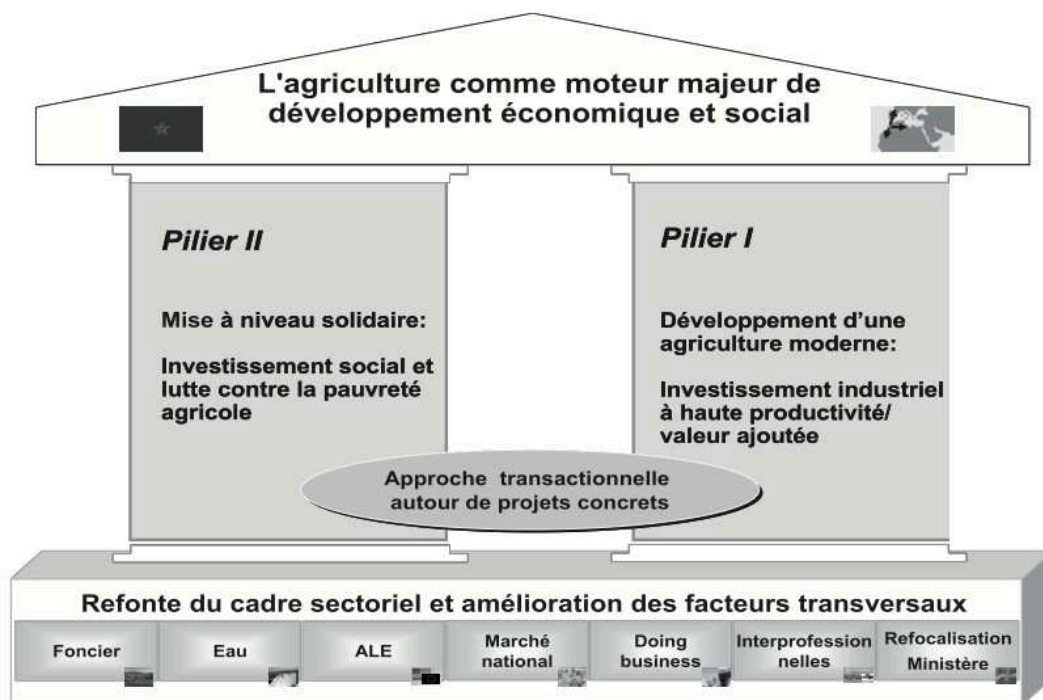 L'agriculture comme moteur majeur de
développement économique et social
Pilier II
Mise à niveau solidaire:
Investissement social et
lutte contre la pauvreté
agricole
Pilier I
Développement d’une
agriculture moderne:
Investissement industriel
à haute productivité/
valeur ajoutée
Approche transactionnelle
autour de projets concrets
Refonte du cadre sectoriel et amélioration des facteurs transversaux
Foncier
Eau
ALE
Marché
national
Doing
business
Interprofession
nelles
Refocalisation
Ministère